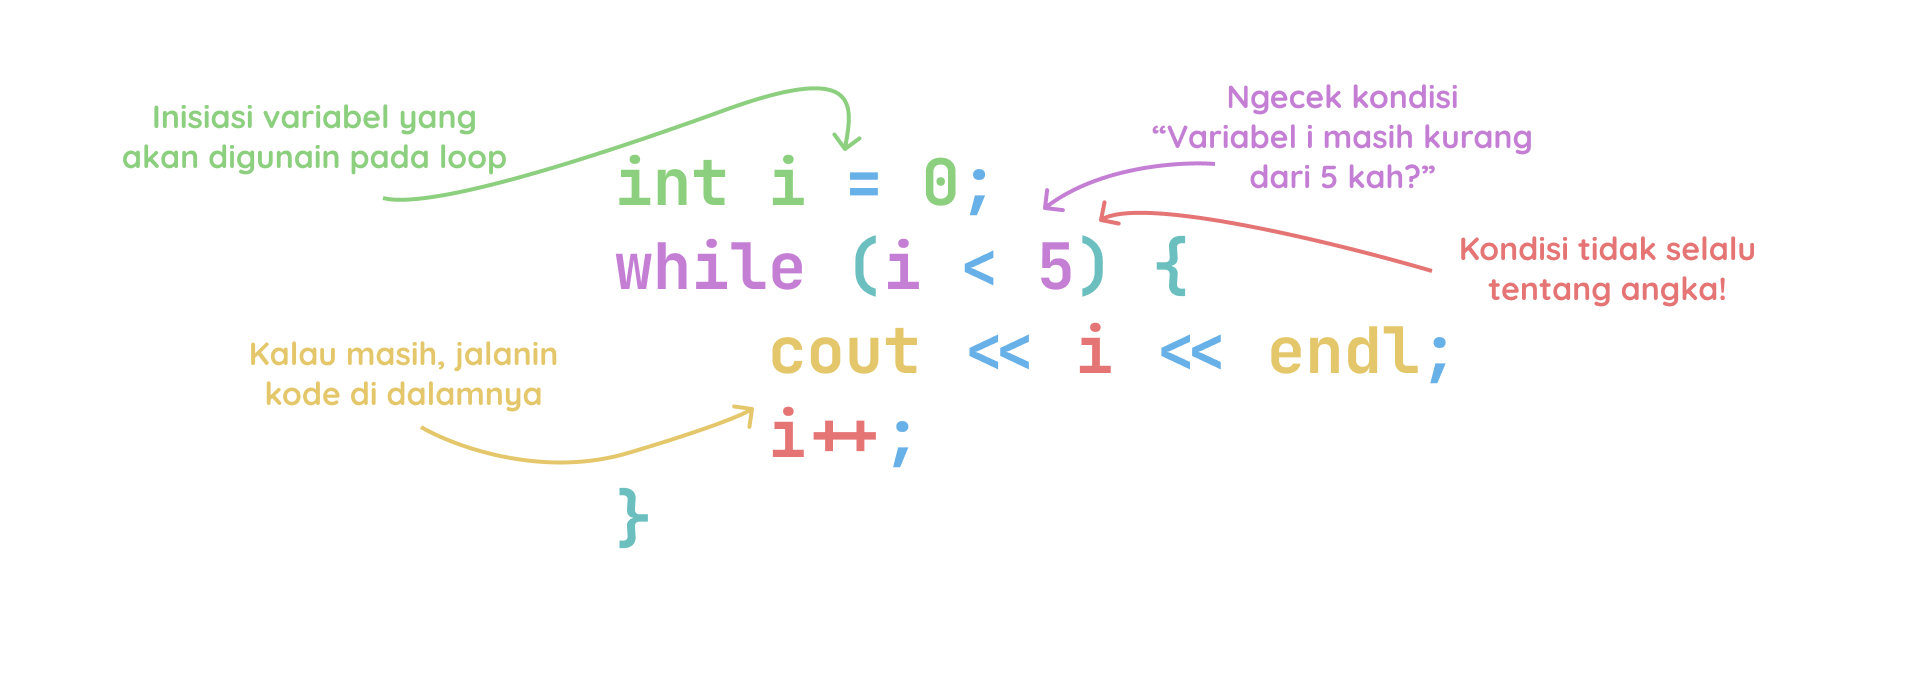 Inisiasi variabel yang
akan digunain pada loop
Ngecek kondisi
“Variabel i masih kurang
dari 5 kah?”
Kondisi tidak selalu
tentang angka!
Kalau masih, jalanin
kode di dalamnya
int i = 0;
while (i < 5) {
cout << i << endl;
i++;
}